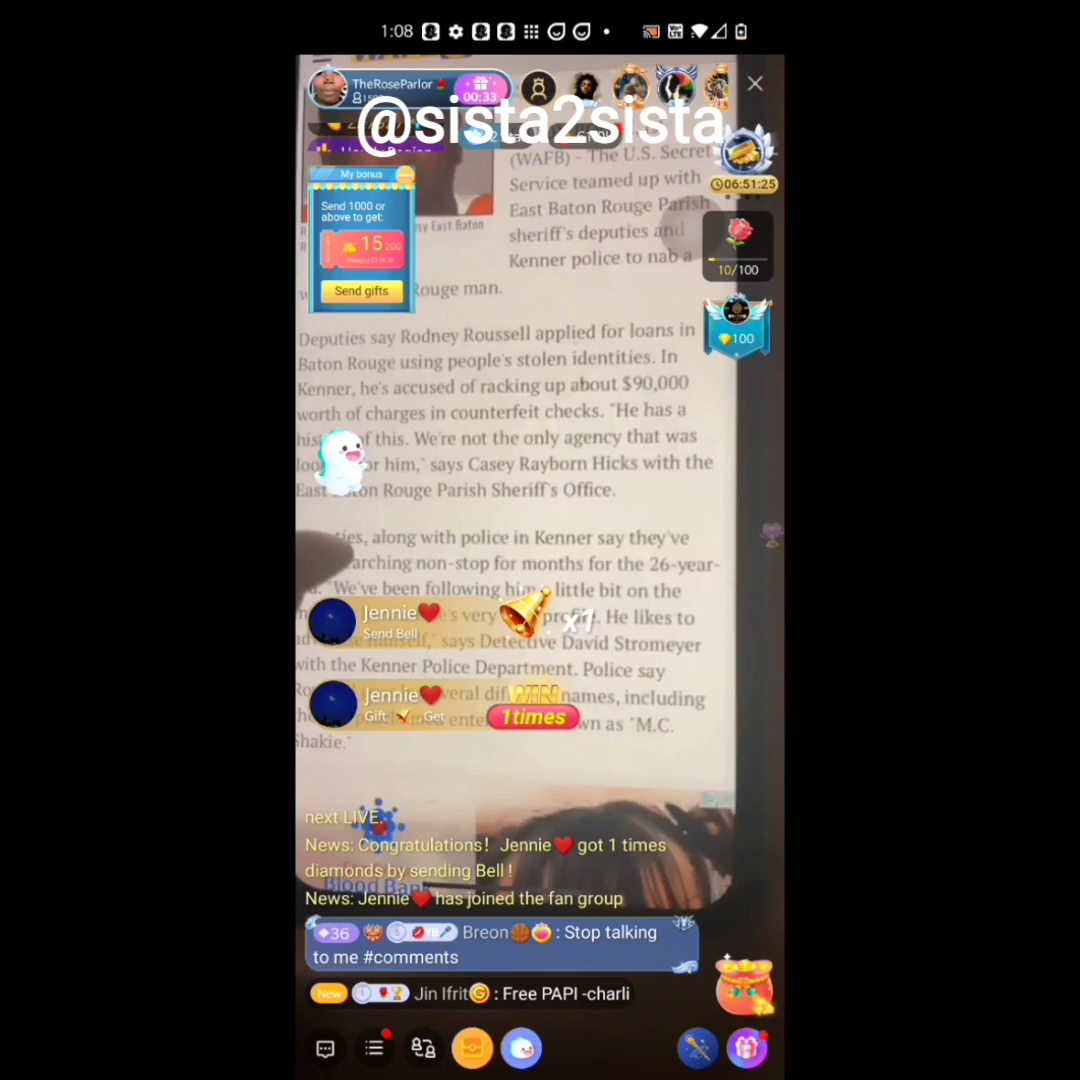 1:08
TheRoseParlor
00:33
@sista2sista
My bonus
Send 1000 or
above to get:
15 200
Send gifts
06:51:25
10/100
100
(WAFB) - The U.S. Secret
Service teamed up with
East Baton Rouge Parish
sheriff's deputies and
Kenner police to nab a
Rouge man.
Deputies say Rodney Roussell applied for loans in
Baton Rouge using people's stolen identities. In
Kenner, he's accused of racking up about $90,000
worth of charges in counterfeit checks. "He has a
of this. We're not the only agency that was
for him," says Casey Rayborn Hicks with the
East Baton Rouge Parish Sheriff's Office.
along with police in Kenner say they've
non-stop for months for the 26-year-
"We've been following him little bit on the
very He likes to
says Detective David Stromeyer
with the Kenner Police Department. Police say
names, including
as "M.C.
Shakie."
Jennie
Send Bell
x1
Jennie
Gift Get
WIN
1times
Blood Bank
next LIVE.
News: Congratulations! Jennie got 1 times
diamonds by sending Bell !
News: Jennie has joined the fan group
36 YB Breon : Stop talking
to me #comments
New Jin Ifrit G : Free PAPI -charli